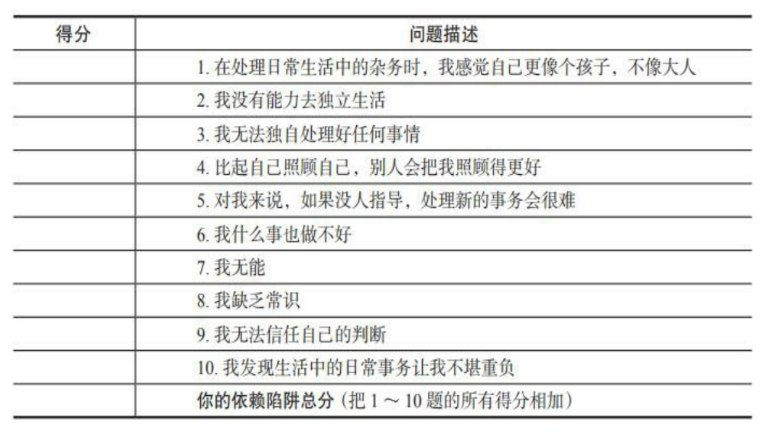 得分 问题描述
1. 在处理日常生活中的杂务时，我感觉自己更像个孩子，不像大人
2. 我没有能力去独立生活
3. 我无法独自处理好任何事情
4. 比起自己照顾自己，别人会把我照顾得更好
5. 对我来说，如果没人指导，处理新的事务会很难
6. 我什么事也做不好
7. 我无能
8. 我缺乏常识
9. 我无法信任自己的判断
10. 我发现生活中的日常事务让我不堪重负
你的依赖陷阱总分（把 1～10 题的所有得分相加）